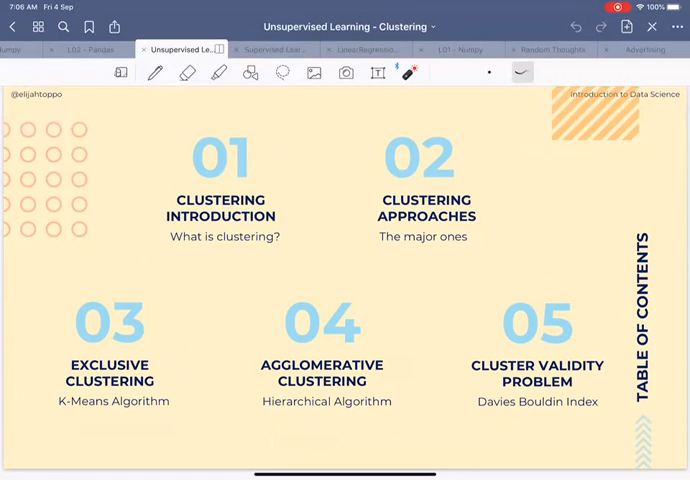 7:06 AM Fri 4 Sep
100%
Unsupervised Learning - Clustering
L02 - Pandas
Unsupervised Le...
Supervised Lear...
LinearRegressio...
L01 - Numpy
Random Thoughts
Advertising
@elijahtoppo
Introduction to Data Science
01
CLUSTERING
INTRODUCTION
What is clustering?
02
CLUSTERING
APPROACHES
The major ones
03
EXCLUSIVE
CLUSTERING
K-Means Algorithm
04
AGGLOMERATIVE
CLUSTERING
Hierarchical Algorithm
05
CLUSTER VALIDITY
PROBLEM
Davies Bouldin Index
TABLE OF CONTENTS